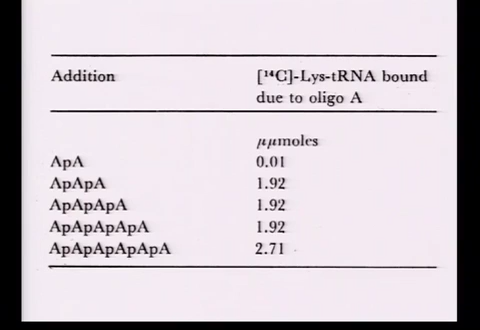 Addition [¹⁴C]-Lys-tRNA bound
due to oligo A
μμmoles
ApA 0.01
ApApA 1.92
ApApApA 1.92
ApApApApA 1.92
ApApApApApA 2.71